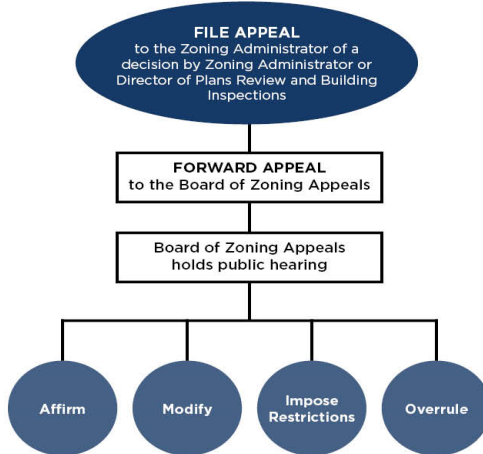 FILE APPEAL
to the Zoning Administrator of a
decision by Zoning Administrator or
Director of Plans Review and Building
Inspections
FORWARD APPEAL
to the Board of Zoning Appeals
Board of Zoning Appeals
holds public hearing
Affirm
Modify
Impose
Restrictions
Overrule